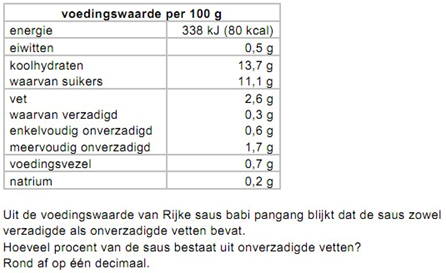 voedingswaarde per 100 g
energie 338 kJ (80 kcal)
eiwitten 0,5 g
koolhydraten 13,7 g
waarvan suikers 11,1 g
vet 2,6 g
waarvan verzadigd 0,3 g
enkelvoudig onverzadigd 0,6 g
meervoudig onverzadigd 1,7 g
voedingsvezel 0,7 g
natrium 0,2 g
Uit de voedingswaarde van Rijke saus babi pangang blijkt dat de saus zowel
verzadigde als onverzadigde vetten bevat.
Hoeveel procent van de saus bestaat uit onverzadigde vetten?
Rond af op één decimaal.